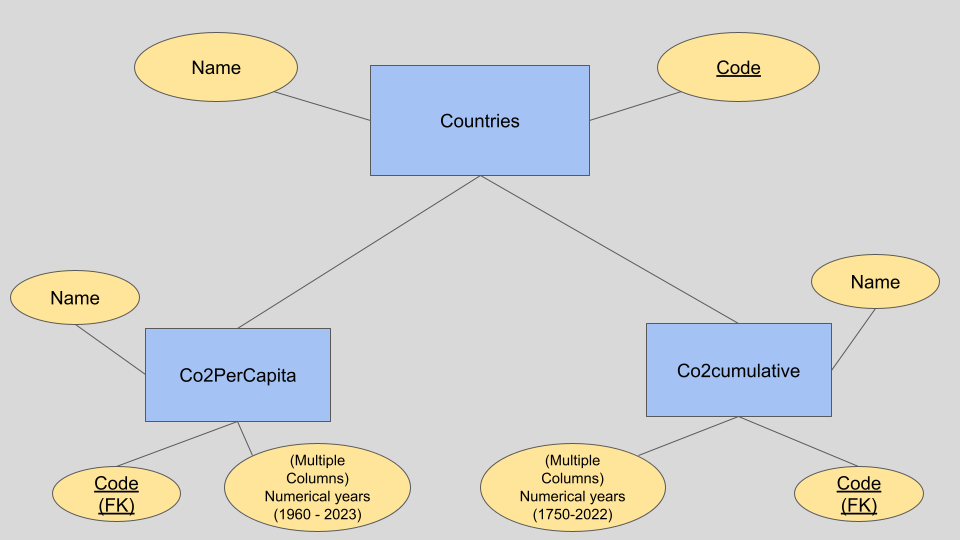 Name
Code
Countries
Name
Name
Co2PerCapita
Co2cumulative
Code
(FK)
(Multiple
Columns)
Numerical years
(1960 - 2023)
(Multiple
Columns)
Numerical years
(1750-2022)
Code
(FK)